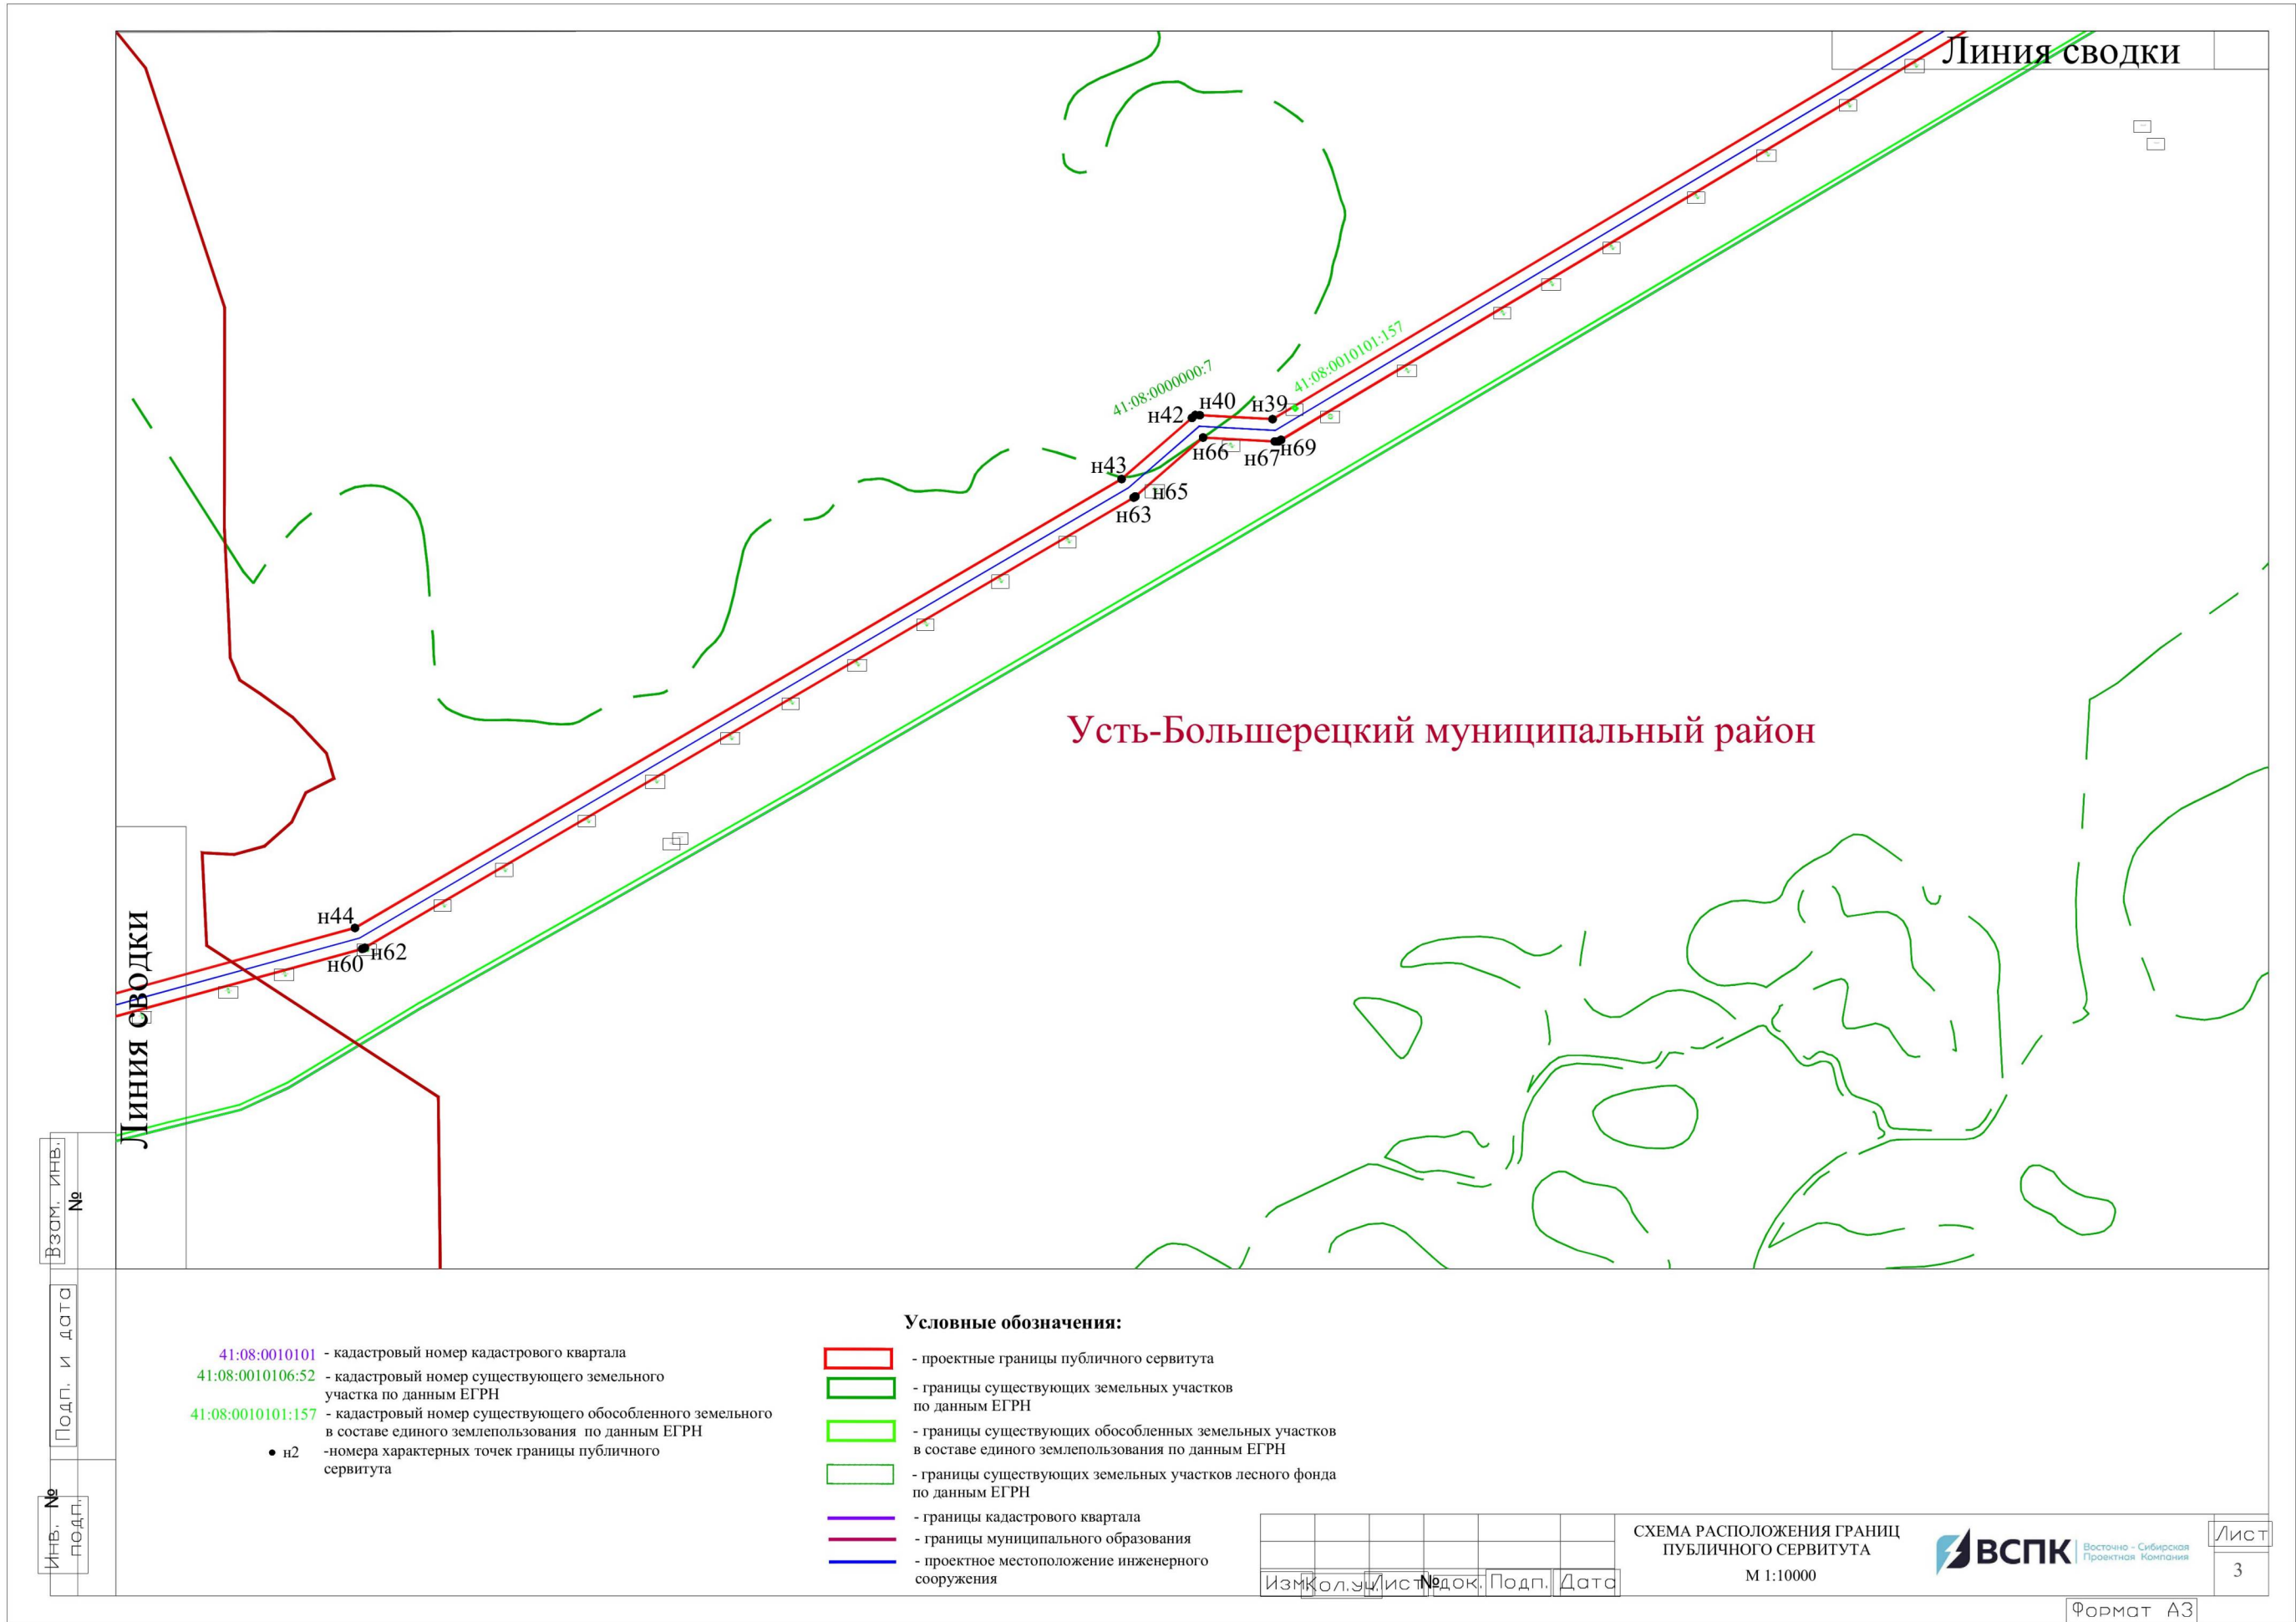 Линия сводки
41:08:0010101:157
41:08:0000000:7
н40
н39
н42
н66
н67
н69
н43
н65
н63
Усть-Большерецкий муниципальный район
н44
н62
н60
Линия сводки
Взам. инв.
№
Подп. и дата
Инв. №
подп.
41:08:0010101 - кадастровый номер кадастрового квартала
41:08:0010106:52 - кадастровый номер существующего земельного
участка по данным ЕГРН
41:08:0010101:157 - кадастровый номер существующего обособленного земельного
в составе единого землепользования по данным ЕГРН
н2 -номера характерных точек границы публичного
сервитута
Условные обозначения:
- проектные границы публичного сервитута
- границы существующих земельных участков
по данным ЕГРН
- границы существующих обособленных земельных участков
в составе единого землепользования по данным ЕГРН
- границы существующих земельных участков лесного фонда
по данным ЕГРН
- границы кадастрового квартала
- границы муниципального образования
- проектное местоположение инженерного
сооружения
Изм Кол.уч. Лист №док. Подп. Дата
СХЕМА РАСПОЛОЖЕНИЯ ГРАНИЦ
ПУБЛИЧНОГО СЕРВИТУТА
М 1:10000
ВСПК
Восточно - Сибирская
Проектная Компания
Лист
3
Формат А3